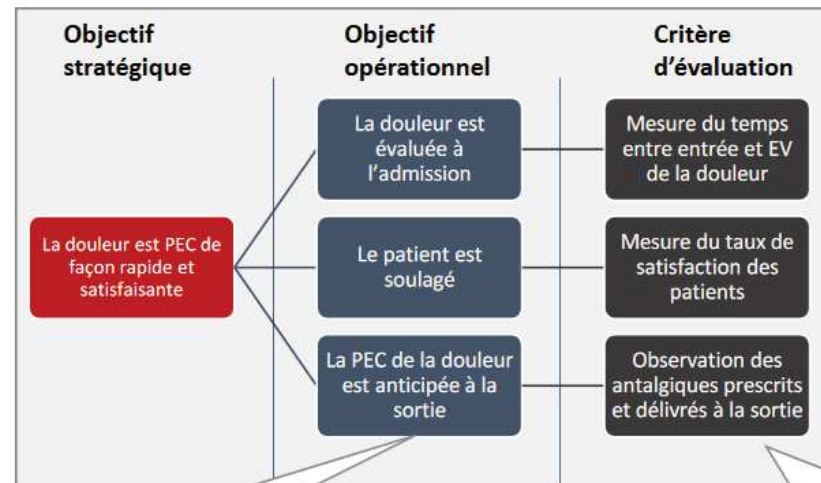 Objectif
stratégique
Objectif
opérationnel
Critère
d'évaluation
La douleur est PEC de
façon rapide et
satisfaisante
La douleur est
évaluée à
l'admission
Mesure du temps
entre entrée et EV
de la douleur
Le patient est
soulagé
Mesure du taux de
satisfaction des
patients
La PEC de la douleur
est anticipée à la
sortie
Observation des
antalgiques prescrits
et délivrés à la sortie